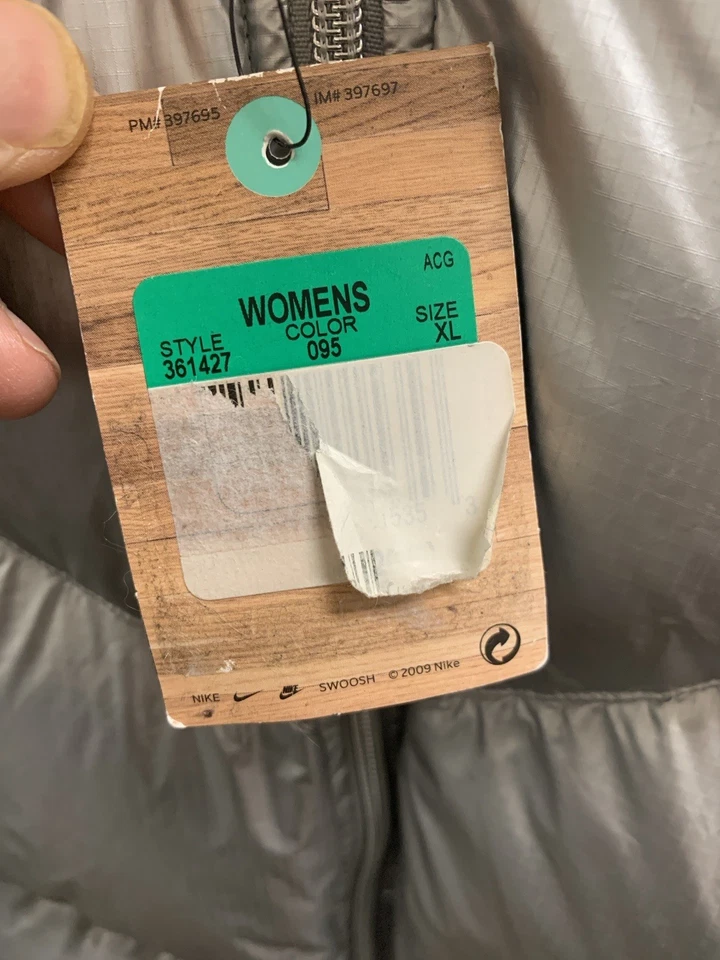 PM# 397695
IM# 397697
ACG
WOMENS
STYLE
361427
COLOR
095
SIZE
XL
NIKE
SWOOSH
© 2009 Nike